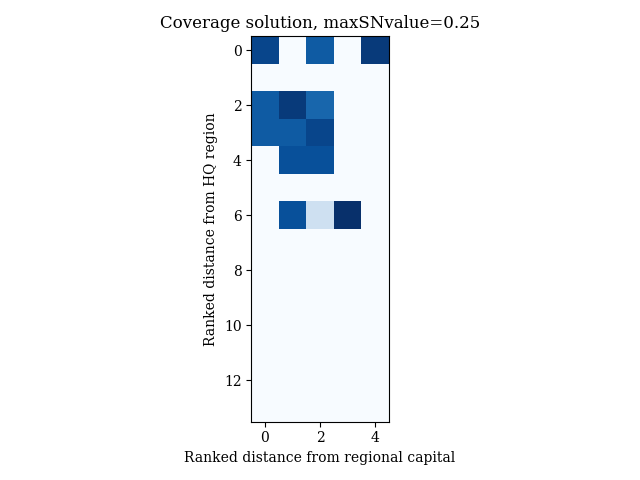 Coverage solution, maxSNvalue=0.25
0
2
4
6
8
10
12
Ranked distance from HQ region
0 2 4
Ranked distance from regional capital